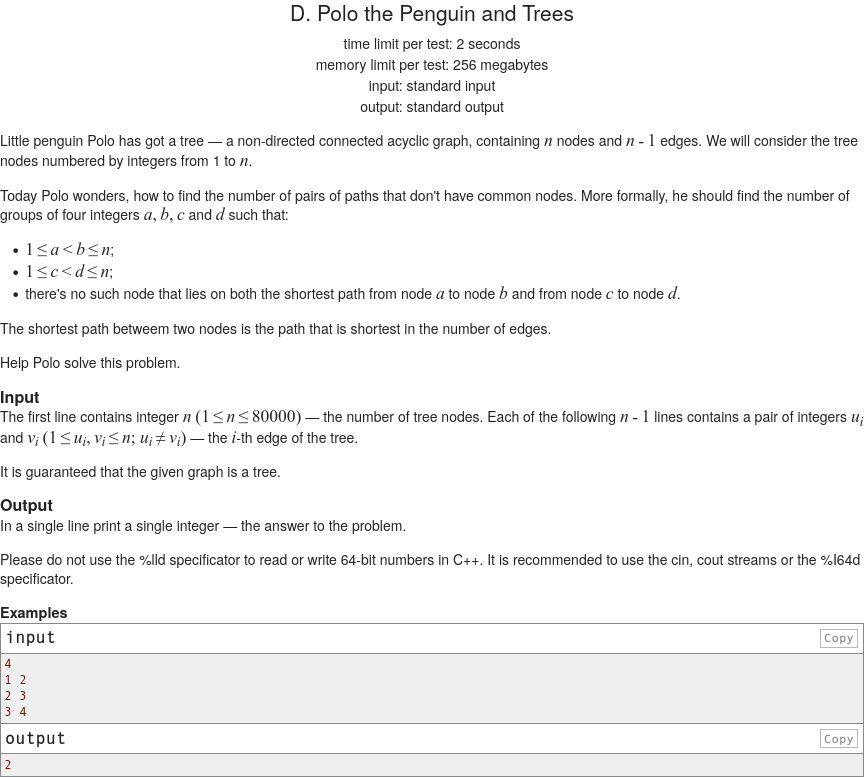 D. Polo the Penguin and Trees
time limit per test: 2 seconds
memory limit per test: 256 megabytes
input: standard input
output: standard output
Little penguin Polo has got a tree — a non-directed connected acyclic graph, containing n nodes and n - 1 edges. We will consider the tree
nodes numbered by integers from 1 to n.
Today Polo wonders, how to find the number of pairs of paths that don't have common nodes. More formally, he should find the number of
groups of four integers a, b, c and d such that:
• 1 ≤ a < b ≤ n;
• 1 ≤ c < d ≤ n;
• there's no such node that lies on both the shortest path from node a to node b and from node c to node d.
The shortest path betweem two nodes is the path that is shortest in the number of edges.
Help Polo solve this problem.
Input
The first line contains integer n (1 ≤ n ≤ 80000) — the number of tree nodes. Each of the following n - 1 lines contains a pair of integers u_i
and v_i (1 ≤ u_i, v_i ≤ n; u_i ≠ v_i) — the i-th edge of the tree.
It is guaranteed that the given graph is a tree.
Output
In a single line print a single integer — the answer to the problem.
Please do not use the %lld specificator to read or write 64-bit numbers in C++. It is recommended to use the cin, cout streams or the %I64d
specificator.
Examples
input Copy
4
1 2
2 3
3 4
output Copy
2